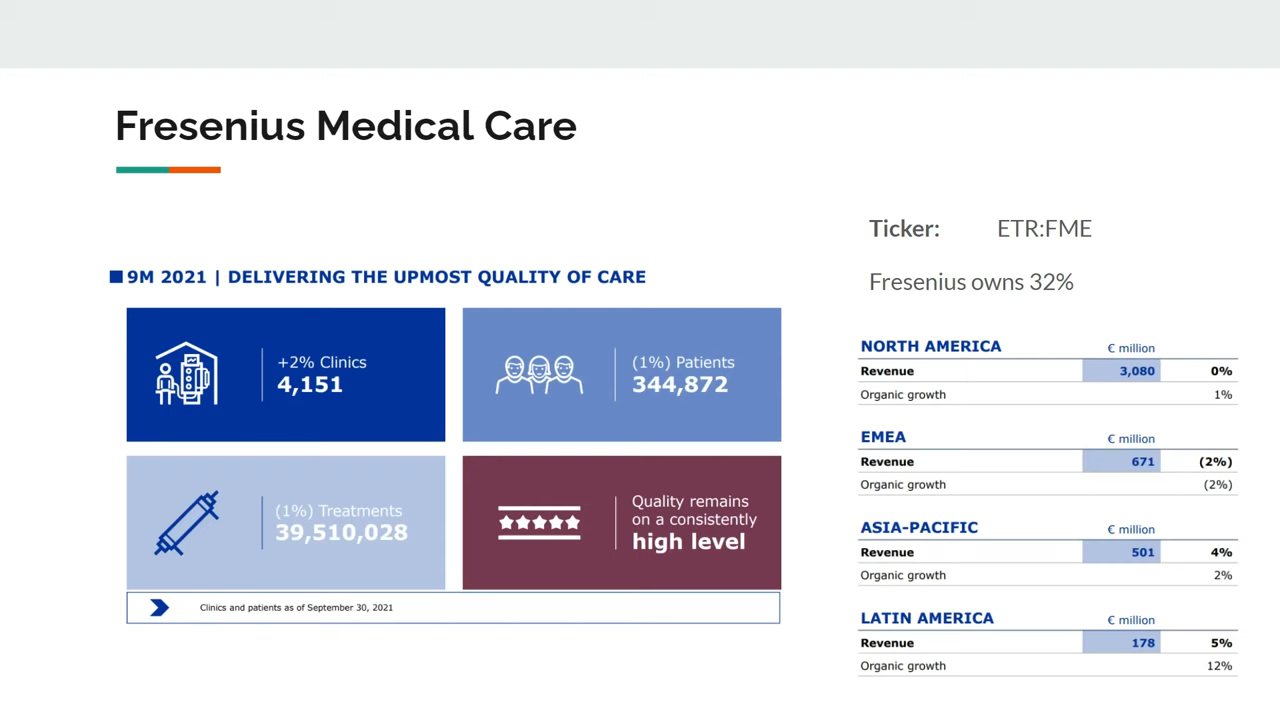 Fresenius Medical Care
Ticker: ETR:FME
Fresenius owns 32%
9M 2021 | DELIVERING THE UPMOST QUALITY OF CARE
+2% Clinics
4,151
(1%) Patients
344,872
(1%) Treatments
39,510,028
Quality remains
on a consistently
high level
Clinics and patients as of September 30, 2021
NORTH AMERICA € million
Revenue 3,080 0%
Organic growth 1%
EMEA € million
Revenue 671 (2%)
Organic growth (2%)
ASIA-PACIFIC € million
Revenue 501 4%
Organic growth 2%
LATIN AMERICA € million
Revenue 178 5%
Organic growth 12%